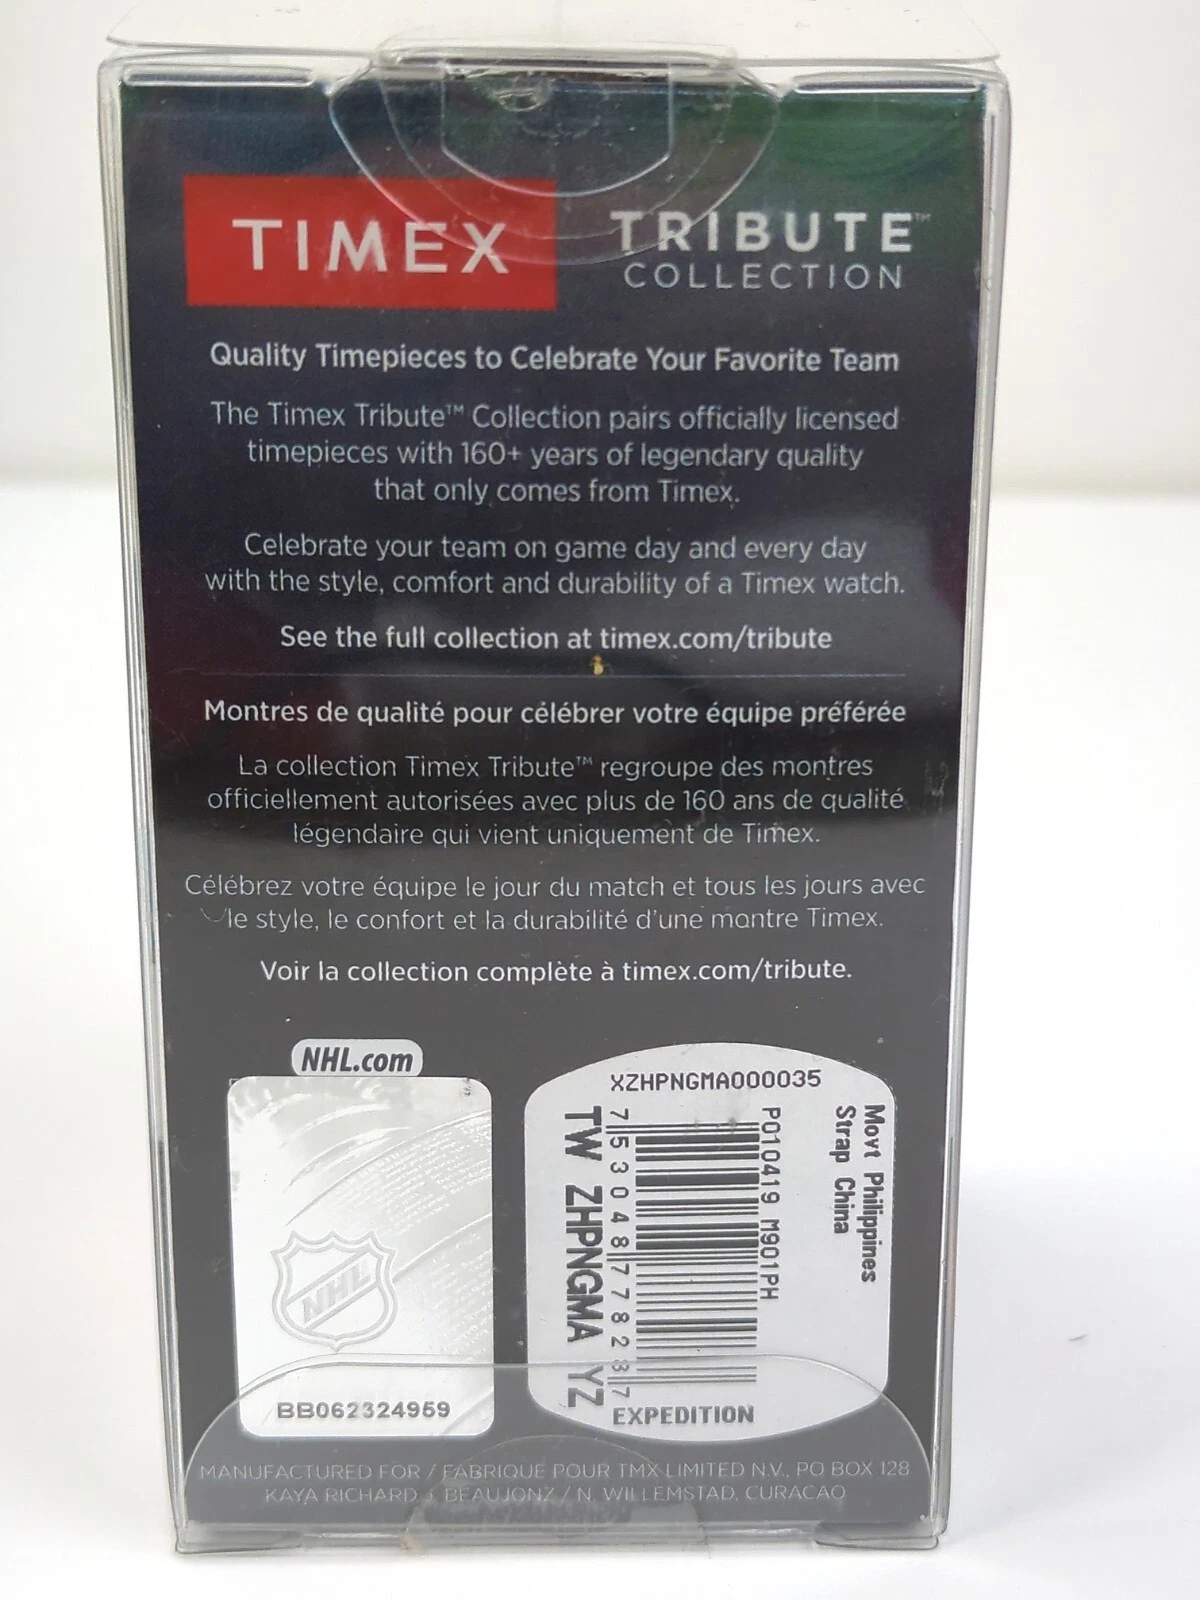 TIMEX
TRIBUTE™
COLLECTION
Quality Timepieces to Celebrate Your Favorite Team
The Timex Tribute™ Collection pairs officially licensed
timepieces with 160+ years of legendary quality
that only comes from Timex.
Celebrate your team on game day and every day
with the style, comfort and durability of a Timex watch.
See the full collection at timex.com/tribute
Montres de qualité pour célébrer votre équipe préférée
La collection Timex Tribute™ regroupe des montres
officiellement autorisées avec plus de 160 ans de qualité
légendaire qui vient uniquement de Timex.
Célébrez votre équipe le jour du match et tous les jours avec
le style, le confort et la durabilité d'une montre Timex.
Voir la collection complète à timex.com/tribute.
NHL.com
NHL
BB062324959
XZHPNGMA000035
Movt Philippines
Strap China
P010419 M901PH
7 53048 77823 7
TW ZHPNGMA YZ
EXPEDITION
MANUFACTURED FOR / FABRIQUE POUR TMX LIMITED N.V., PO BOX 128
KAYA RICHARD J. BEAUJONZ / N. WILLEMSTAD, CURACAO